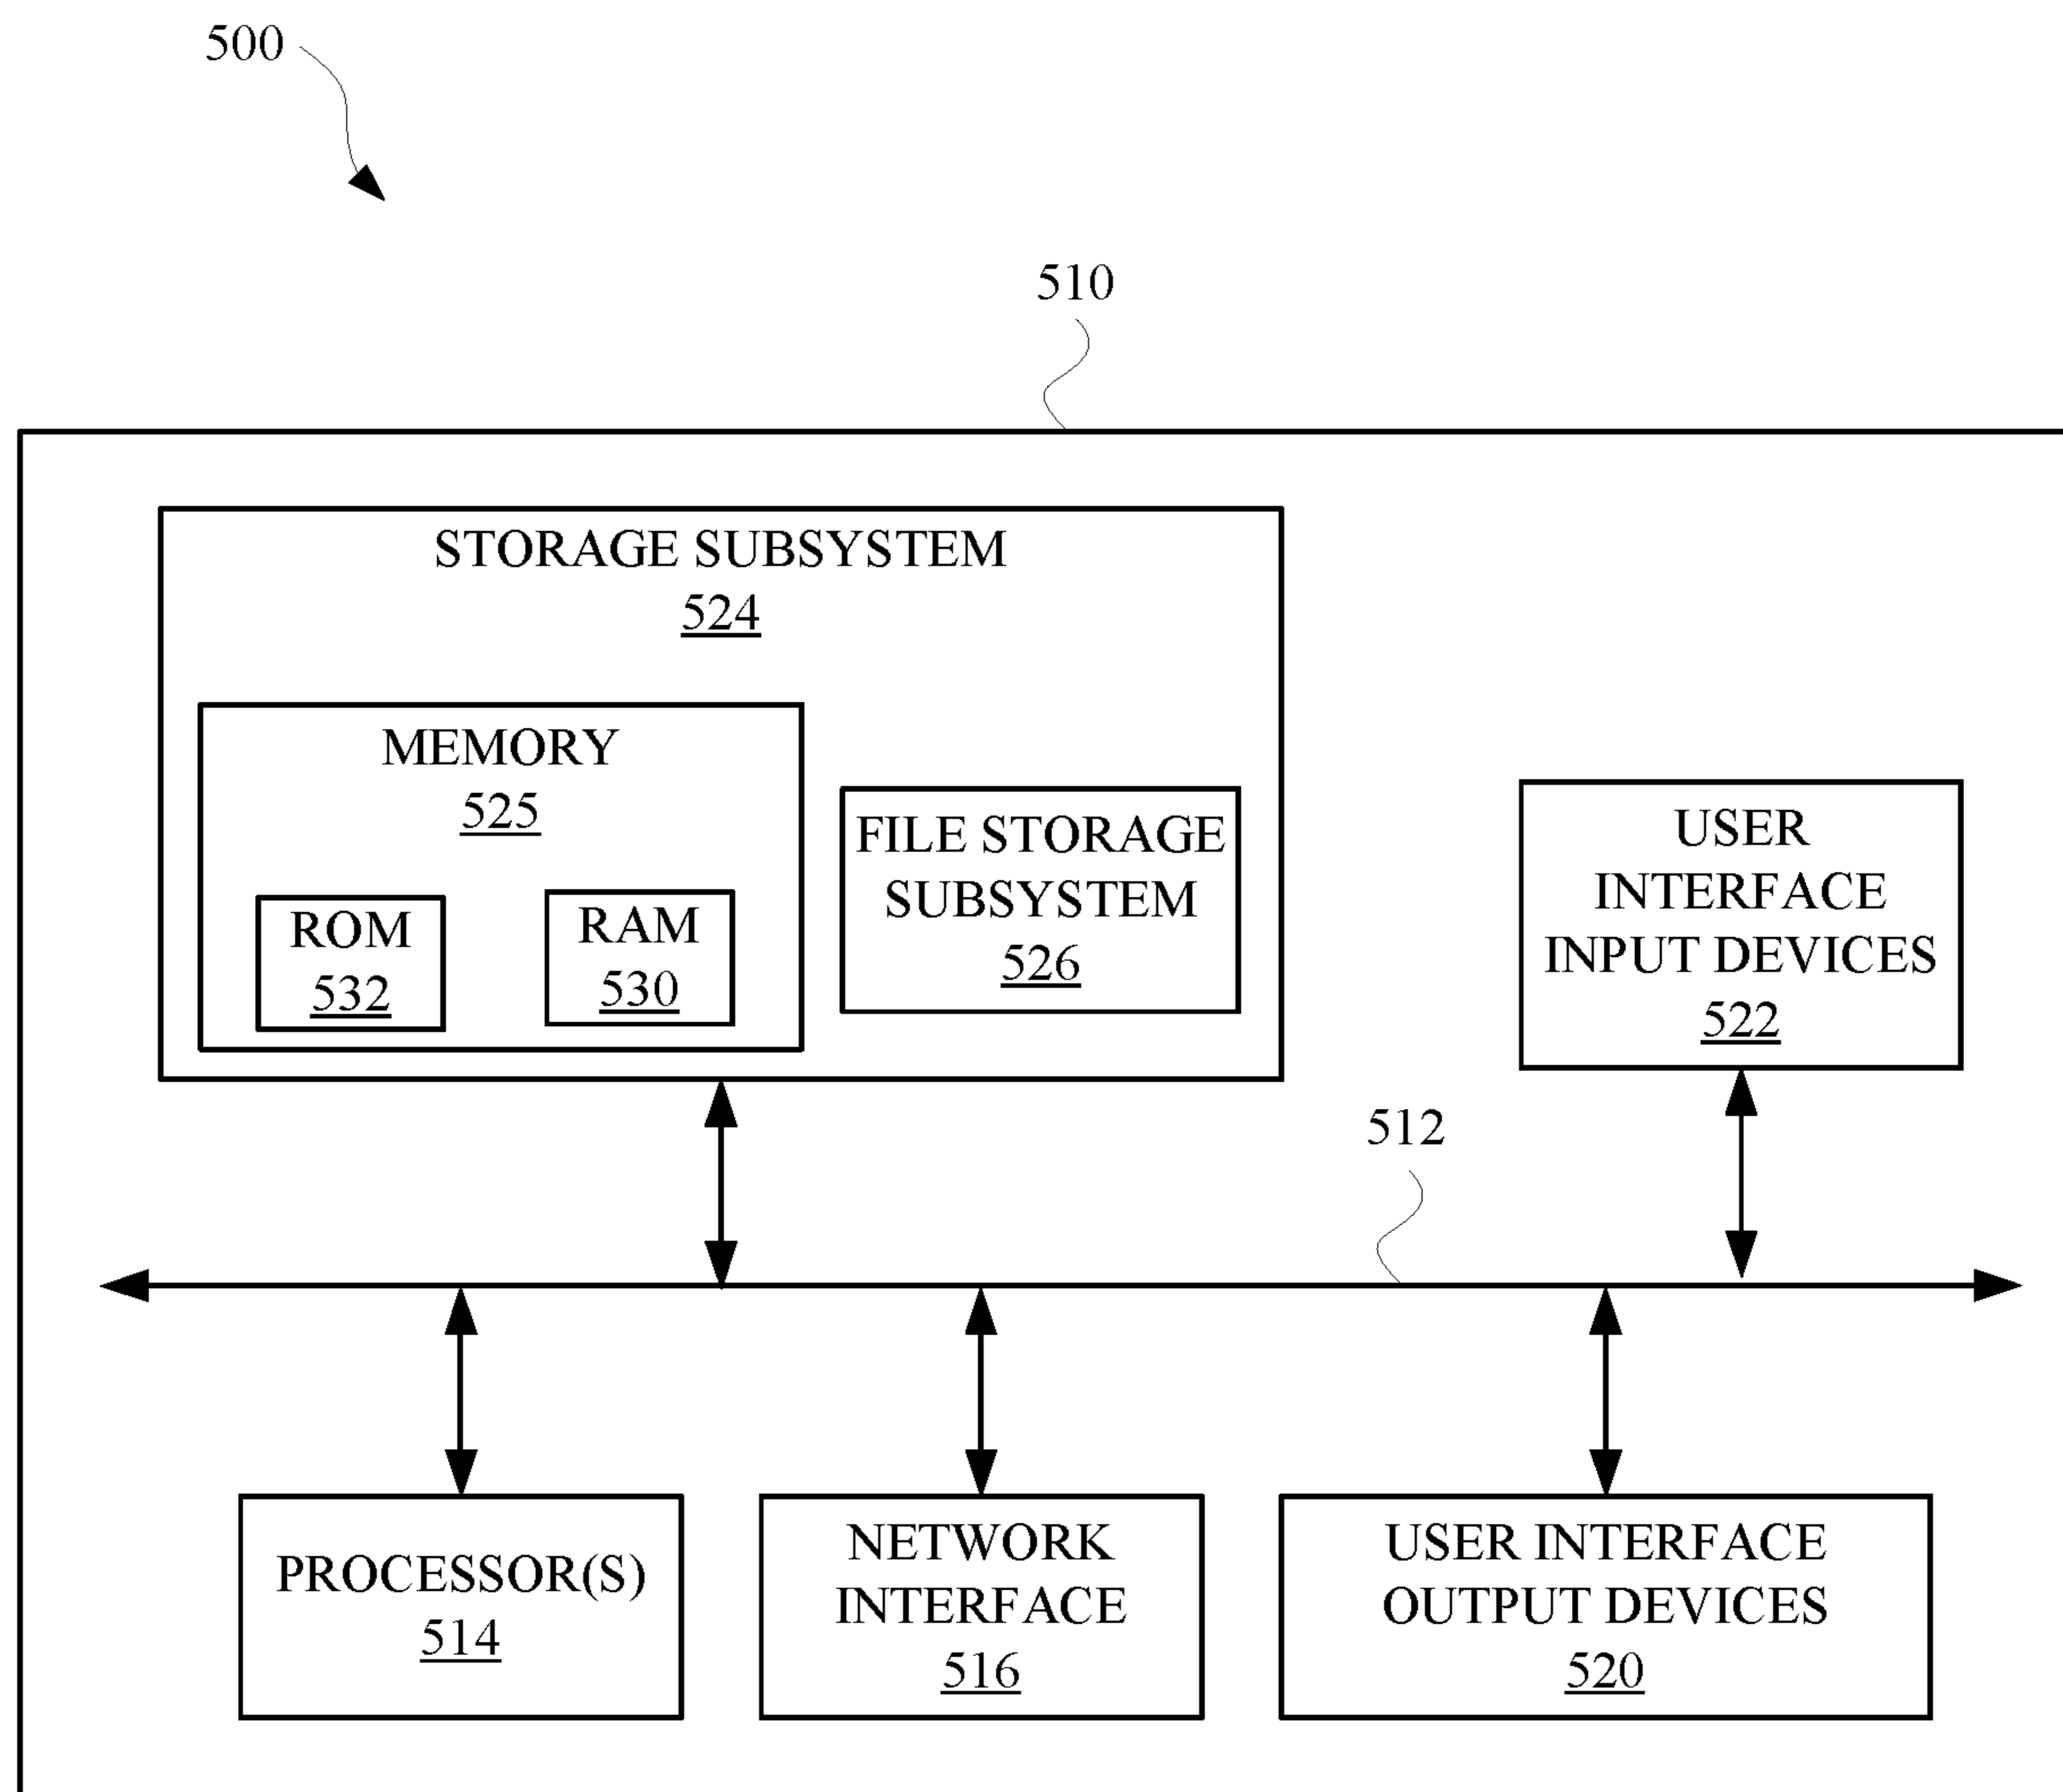 500
510
STORAGE SUBSYSTEM
524
MEMORY
525
ROM
532
RAM
530
FILE STORAGE
SUBSYSTEM
526
USER
INTERFACE
INPUT DEVICES
522
512
PROCESSOR(S)
514
NETWORK
INTERFACE
516
USER INTERFACE
OUTPUT DEVICES
520